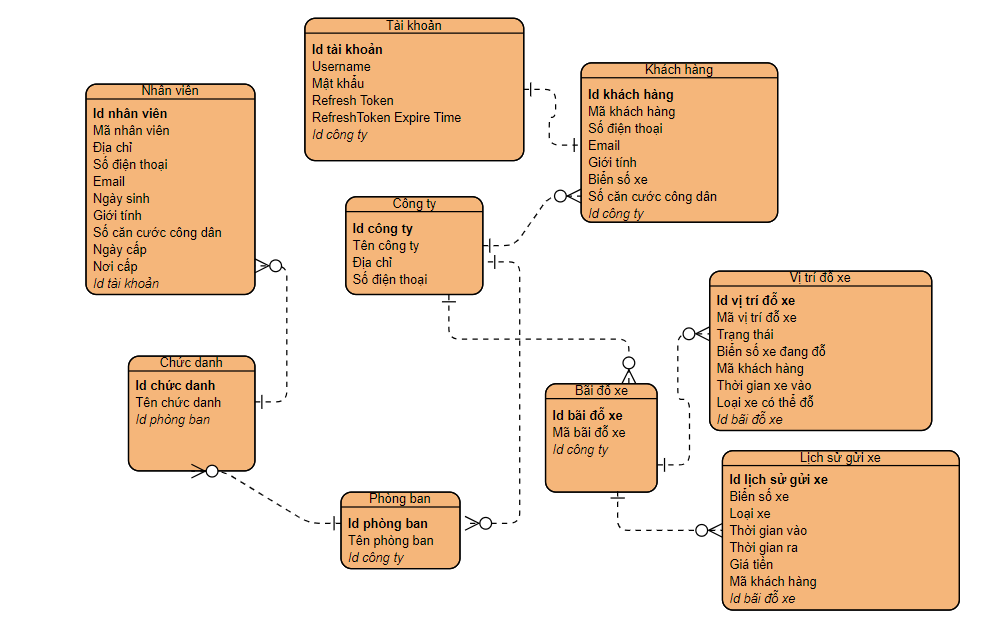 Tài khoản
Id tài khoản
Username
Mật khẩu
Refresh Token
RefreshToken Expire Time
Id công ty
Khách hàng
Id khách hàng
Mã khách hàng
Số điện thoại
Email
Giới tính
Biển số xe
Số căn cước công dân
Id công ty
Nhân viên
Id nhân viên
Mã nhân viên
Địa chỉ
Số điện thoại
Email
Ngày sinh
Giới tính
Số căn cước công dân
Ngày cấp
Nơi cấp
Id tài khoản
Công ty
Id công ty
Tên công ty
Địa chỉ
Số điện thoại
Vị trí đỗ xe
Id vị trí đỗ xe
Mã vị trí đỗ xe
Trạng thái
Biển số xe đang đỗ
Mã khách hàng
Thời gian xe vào
Loại xe có thể đỗ
Id bãi đỗ xe
Chức danh
Id chức danh
Tên chức danh
Id phòng ban
Bãi đỗ xe
Id bãi đỗ xe
Mã bãi đỗ xe
Id công ty
Lịch sử gửi xe
Id lịch sử gửi xe
Biển số xe
Loại xe
Thời gian vào
Thời gian ra
Giá tiền
Mã khách hàng
Id bãi đỗ xe
Phòng ban
Id phòng ban
Tên phòng ban
Id công ty